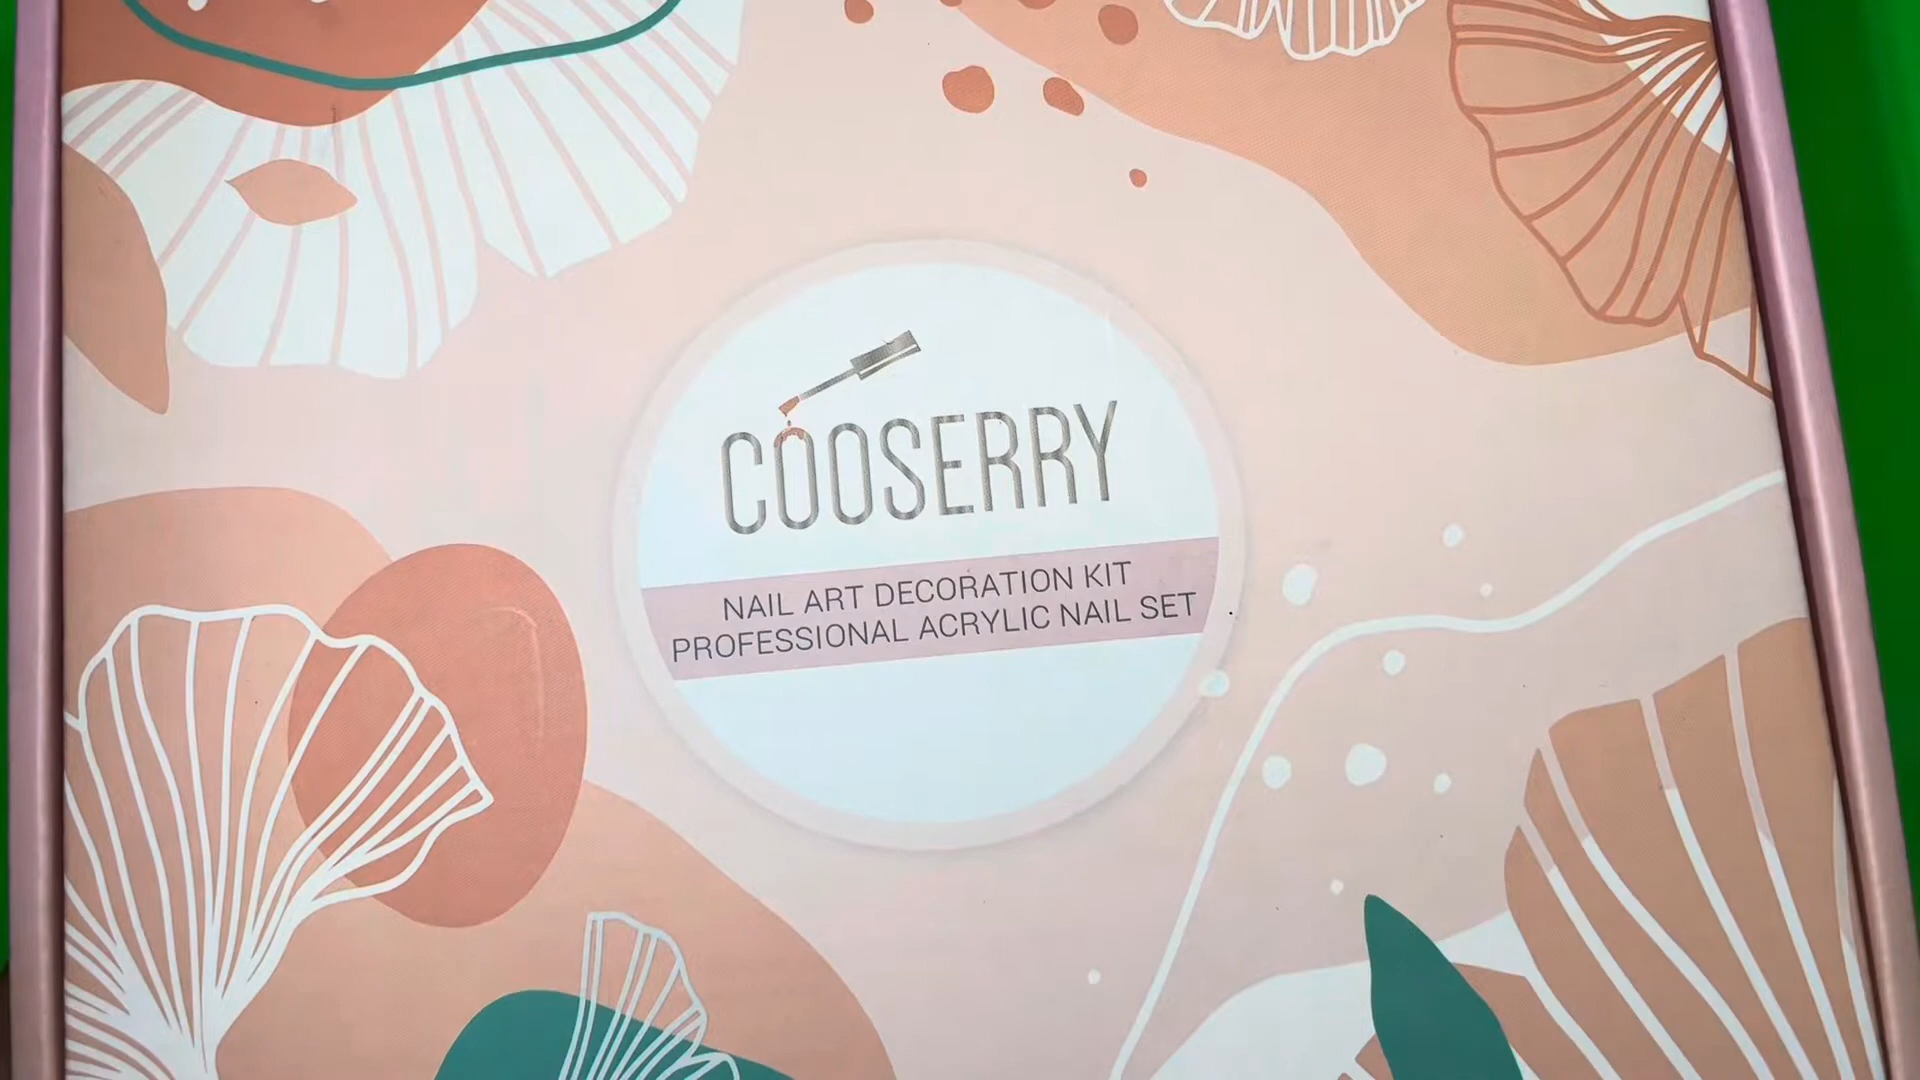 COOSERRY
NAIL ART DECORATION KIT
PROFESSIONAL ACRYLIC NAIL SET